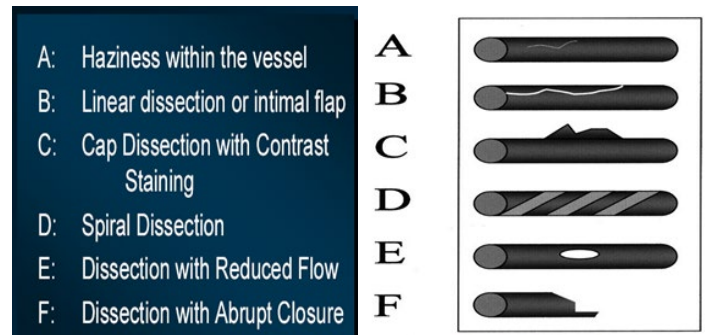 A: Haziness within the vessel
B: Linear dissection or intimal flap
C: Cap Dissection with Contrast
Staining
D: Spiral Dissection
E: Dissection with Reduced Flow
F: Dissection with Abrupt Closure
A
B
C
D
E
F